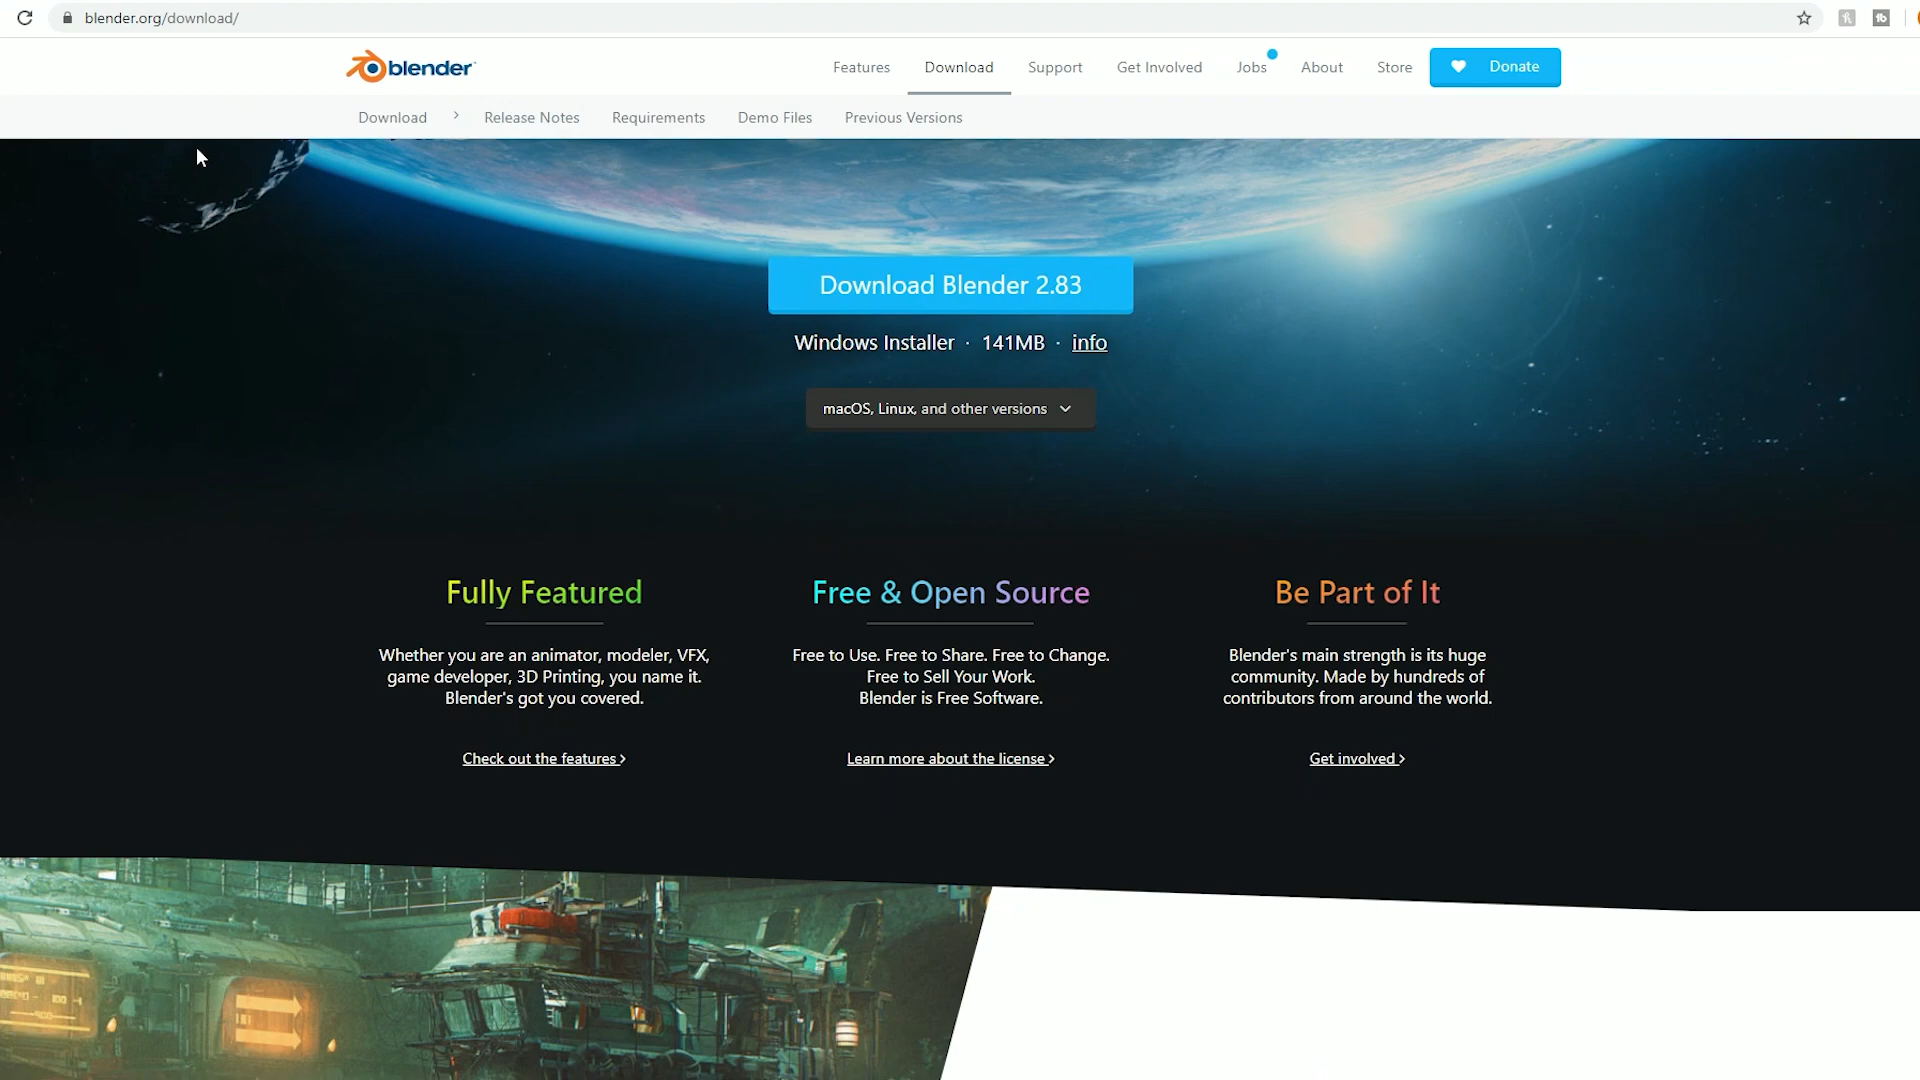 blender.org/download/
blender
Features Download Support Get Involved Jobs About Store Donate
Download > Release Notes Requirements Demo Files Previous Versions
Download Blender 2.83
Windows Installer · 141MB · info
macOS, Linux, and other versions
Fully Featured
Whether you are an animator, modeler, VFX,
game developer, 3D Printing, you name it.
Blender's got you covered.
Check out the features >
Free & Open Source
Free to Use. Free to Share. Free to Change.
Free to Sell Your Work.
Blender is Free Software.
Learn more about the license >
Be Part of It
Blender's main strength is its huge
community. Made by hundreds of
contributors from around the world.
Get involved >